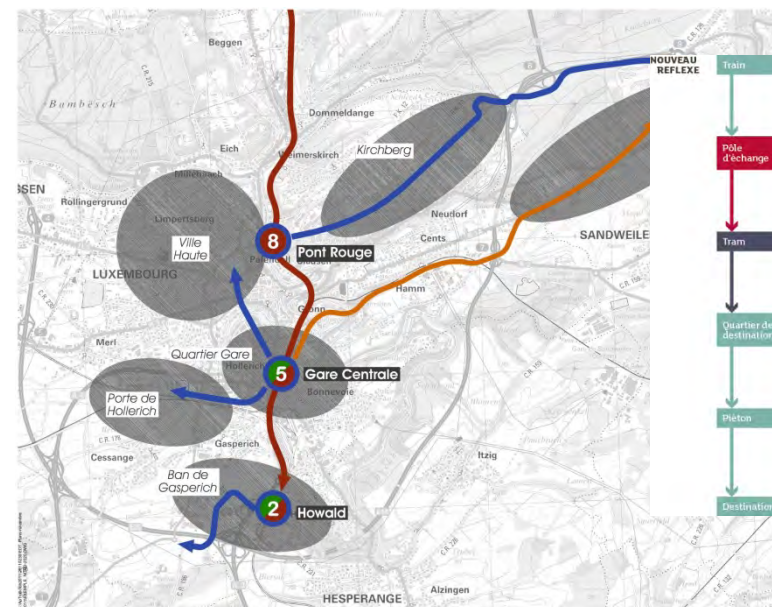 Beggen
Bambësch
Dommeldange
Eich
Weimerskirch
Mühlenbach
Kirchberg
SSEN
Rollingergrund
Limpertsberg
Neudorf
Ville
Haute
8
Pont Rouge
Cents
SANDWEILE
LUXEMBOURG
Hamm
Merl
Quartier Gare
Hollerich
5
Gare Centrale
Porte de
Hollerich
Bonnevoie
Gasperich
Cessange
Itzig
Ban de
Gasperich
2
Howald
HESPERANGE
Alzingen
NOUVEAU
REFLEXE
Train
Pôle
d'échange
Tram
Quartier de
destination
Piéton
Destination